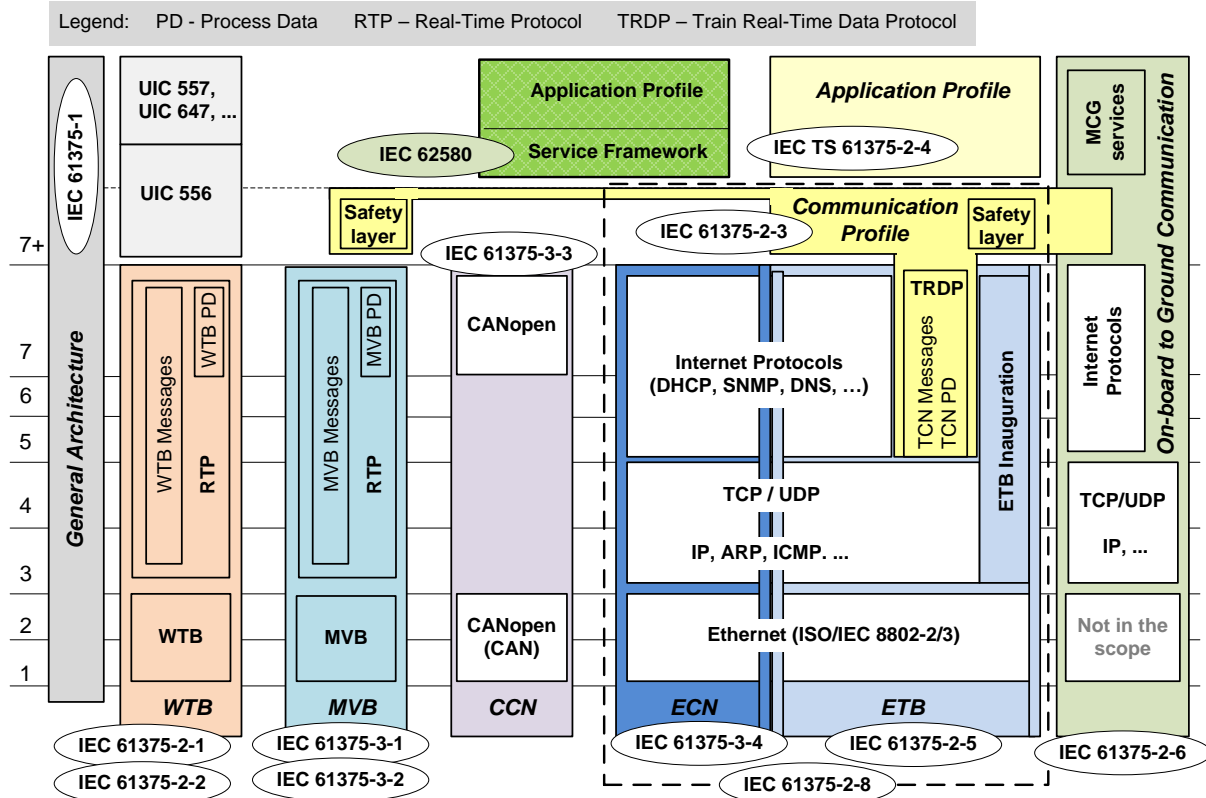 Legend: PD - Process Data RTP – Real-Time Protocol TRDP – Train Real-Time Data Protocol
IEC 61375-1
General Architecture
7+
7
6
5
4
3
2
1
UIC 557,
UIC 647, ...
UIC 556
WTB Messages
WTB PD
RTP
WTB
WTB
IEC 61375-2-1
IEC 61375-2-2
MVB Messages
MVB PD
RTP
MVB
MVB
IEC 61375-3-1
IEC 61375-3-2
Application Profile
Service Framework
IEC 62580
Application Profile
IEC TS 61375-2-4
Safety
layer
Communication
Profile
IEC 61375-2-3
Safety
layer
IEC 61375-3-3
CANopen
CANopen
(CAN)
CCN
Internet Protocols
(DHCP, SNMP, DNS, …)
TRDP
TCN Messages
TCN PD
ETB Inauguration
TCP / UDP
IP, ARP, ICMP. ...
Ethernet (ISO/IEC 8802-2/3)
ECN
ETB
IEC 61375-3-4
IEC 61375-2-5
IEC 61375-2-8
MCG
services
On-board to Ground Communication
Internet
Protocols
TCP/UDP
IP, ...
Not in the
scope
IEC 61375-2-6